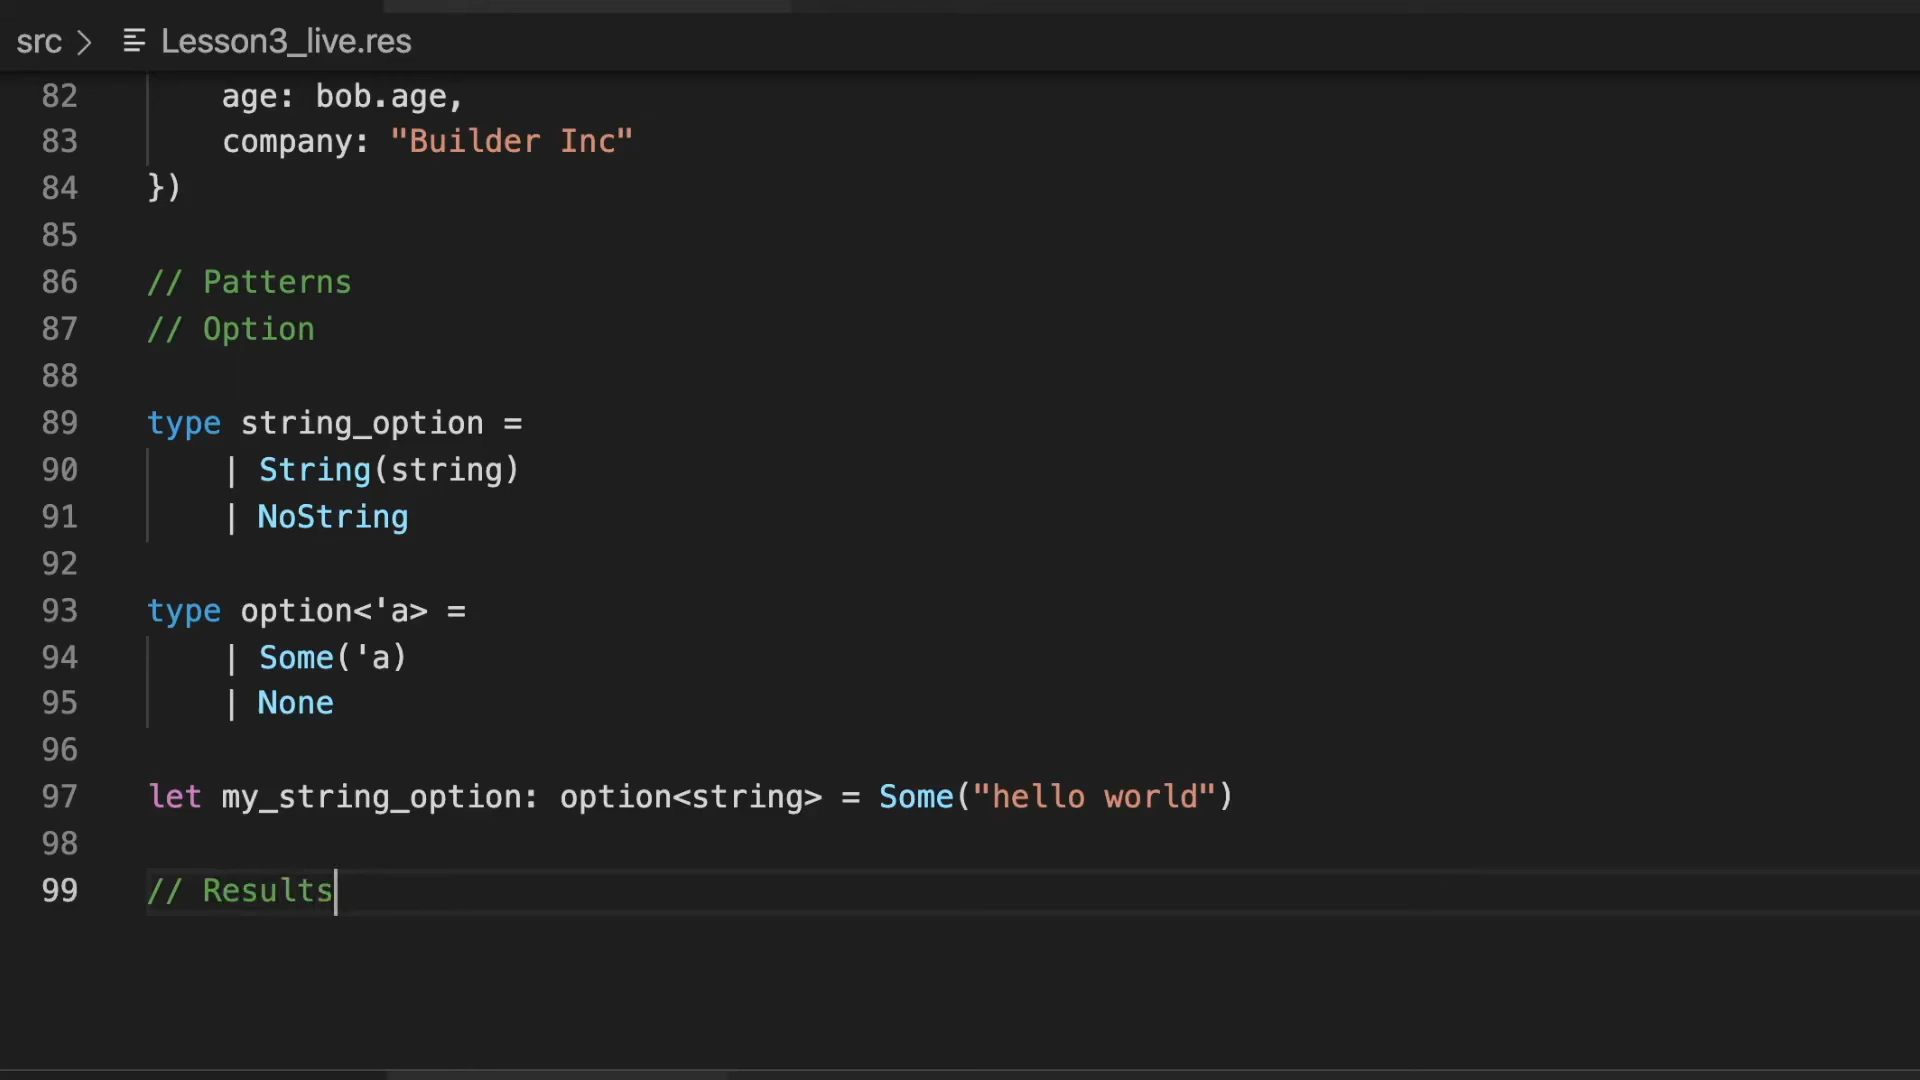 src > Lesson3_live.res
82 age: bob.age,
83 company: "Builder Inc"
84 })
85
86 // Patterns
87 // Option
88
89 type string_option =
90 | String(string)
91 | NoString
92
93 type option<'a> =
94 | Some('a)
95 | None
96
97 let my_string_option: option<string> = Some("hello world")
98
99 // Results